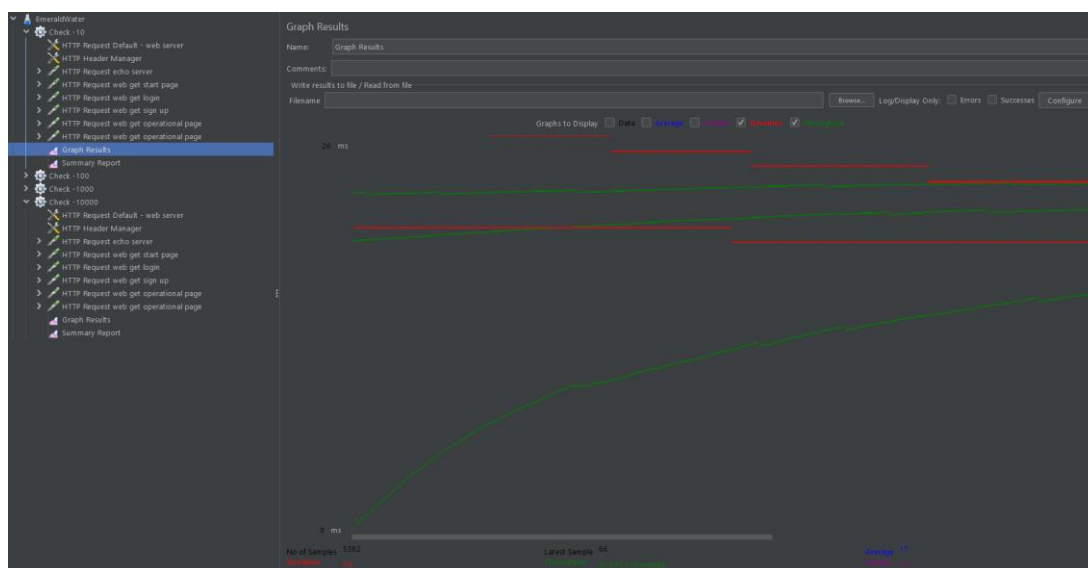 EmeraldWater
Check -10
HTTP Request Default - web server
HTTP Header Manager
HTTP Request echo server
HTTP Request web get start page
HTTP Request web get login
HTTP Request web get sign up
HTTP Request web get operational page
HTTP Request web get operational page
Graph Results
Summary Report
Check -100
Check -1000
Check -10000
HTTP Request Default - web server
HTTP Header Manager
HTTP Request echo server
HTTP Request web get start page
HTTP Request web get login
HTTP Request web get sign up
HTTP Request web get operational page
HTTP Request web get operational page
Graph Results
Summary Report
Graph Results
Name: Graph Results
Comments:
Write results to file / Read from file
Filename Browse... Log/Display Only: Errors Successes Configure
Graphs to Display Data Average Deviation Throughput
ms
0 ms
No of Samples Latest Sample 66 Average
Deviation Throughput